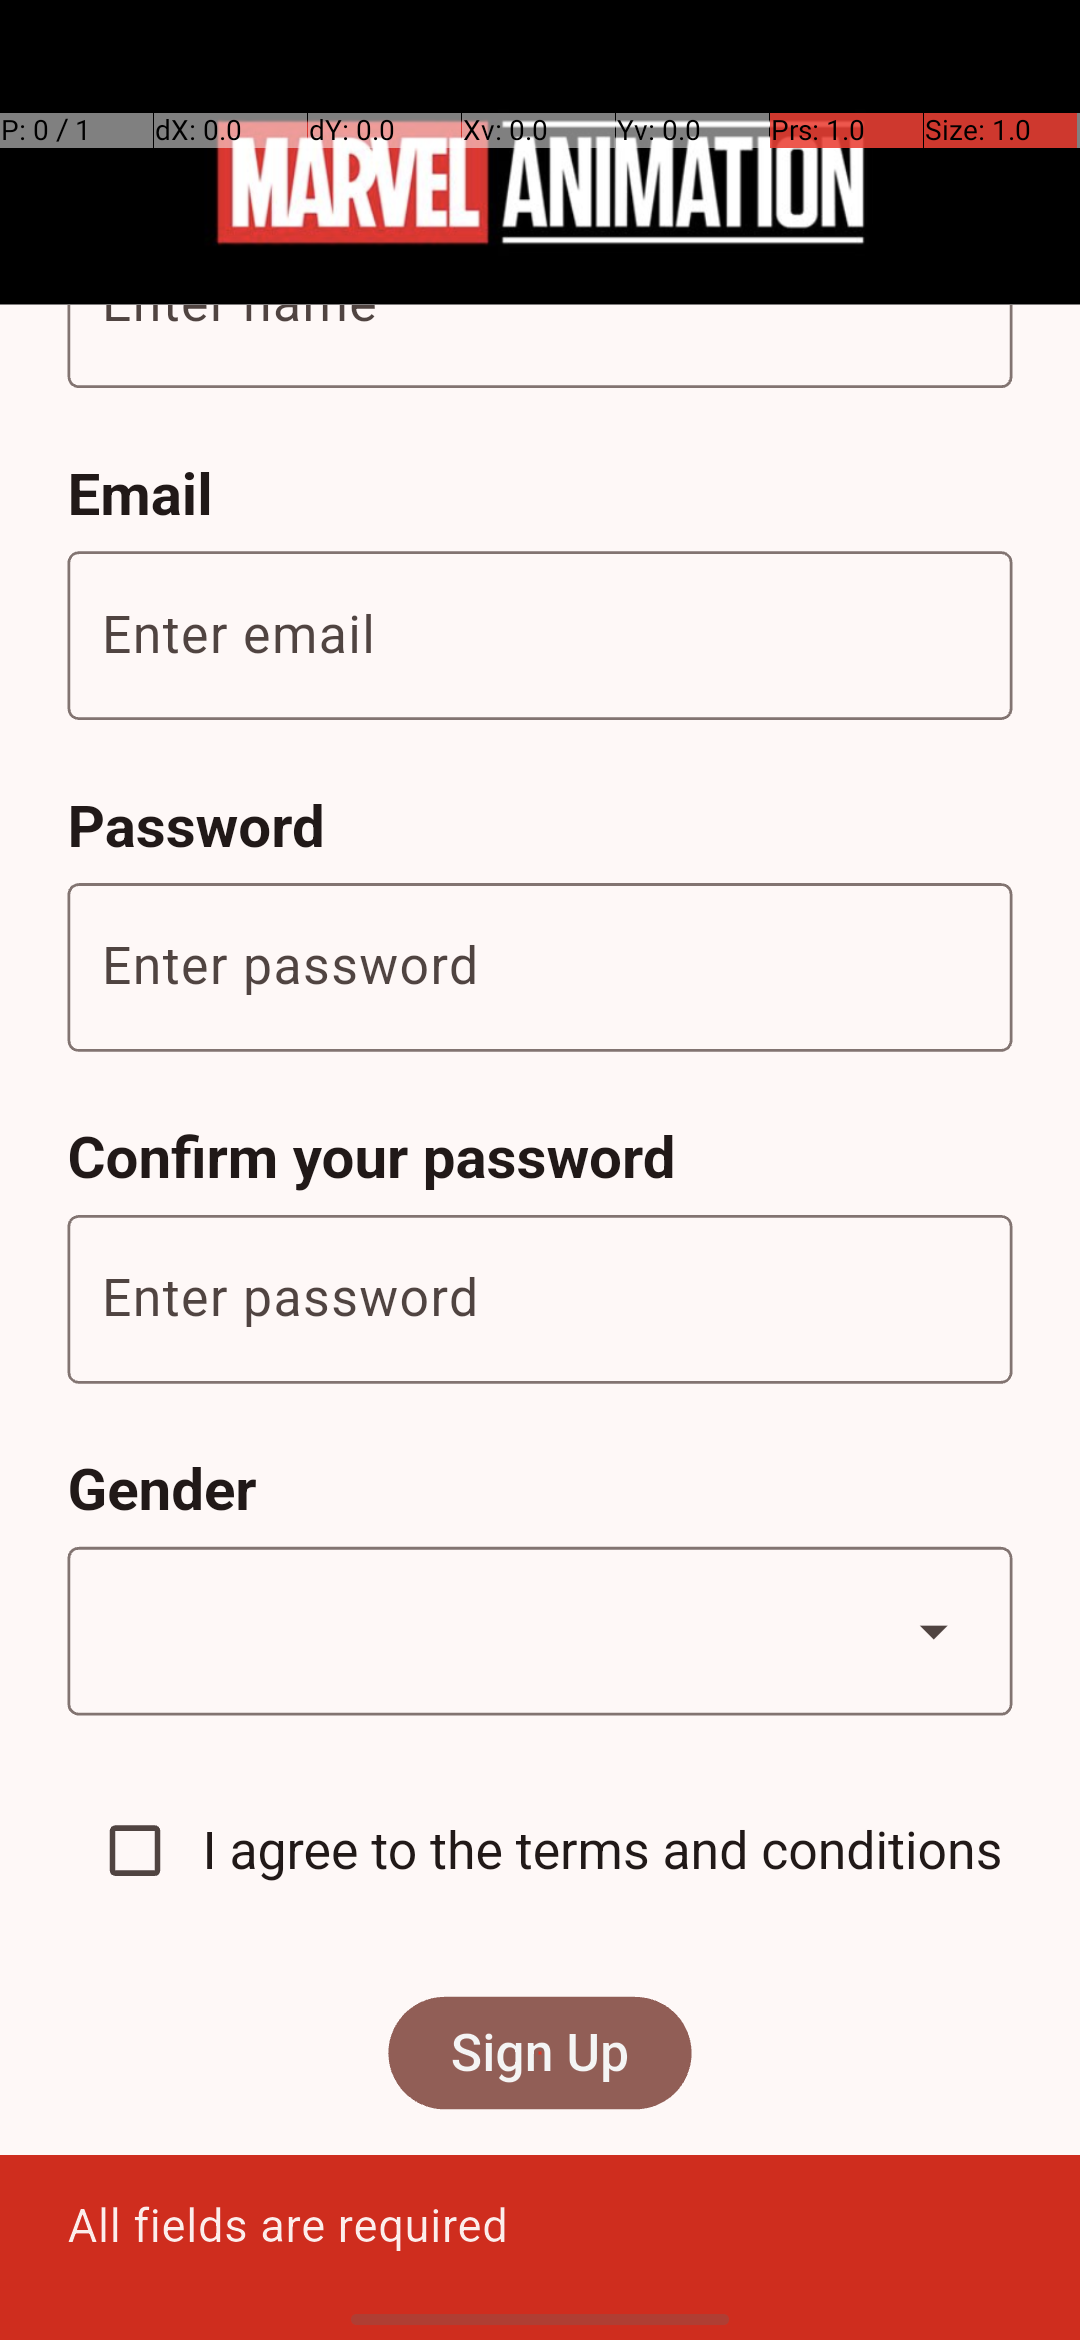 P: 0 / 1 dX: 0.0 dY: 0.0 Xv: 0.0 Yv: 0.0 Prs: 1.0 Size: 1.0
MARVEL ANIMATION
Enter name
Email
Enter email
Password
Enter password
Confirm your password
Enter password
Gender
I agree to the terms and conditions
Sign Up
All fields are required